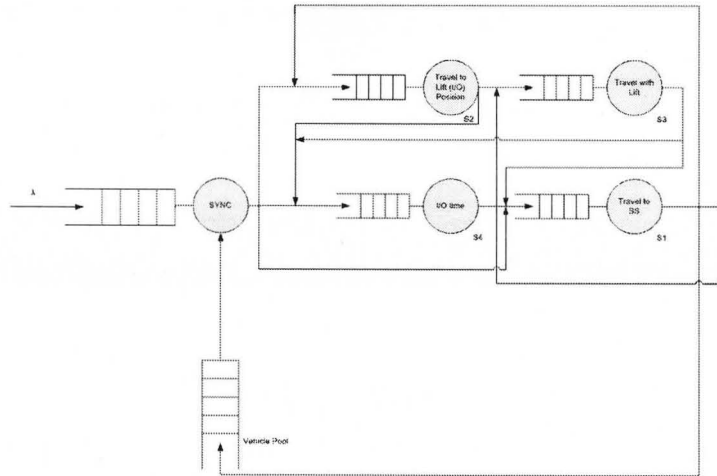 Travel to
Lift (I/O)
Position
S2
Travel with
Lift
S3
λ
SYNC
I/O time
S4
Travel to
SS
S1
Vehicle Pool